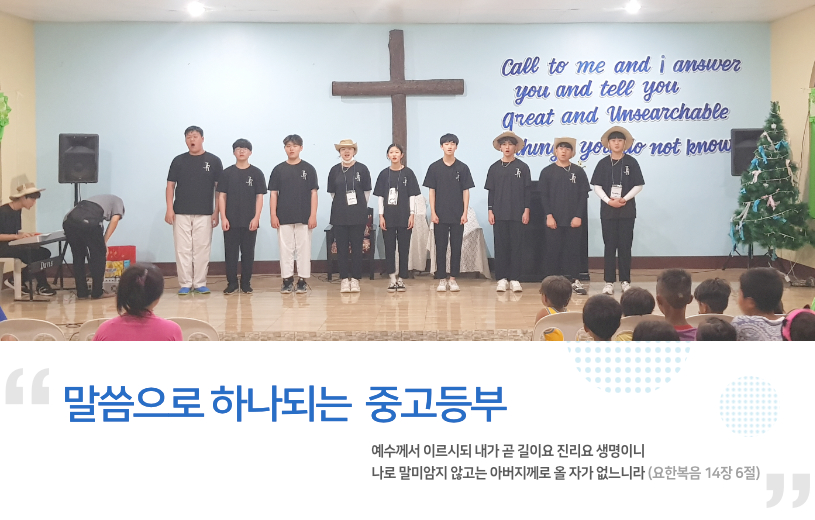 Call to me and i answer
you and tell you
great and Unsearchable
things you do not know
말씀으로 하나되는 중고등부
예수께서 이르시되 내가 곧 길이요 진리요 생명이니
나로 말미암지 않고는 아버지께로 올 자가 없느니라 (요한복음 14장 6절)